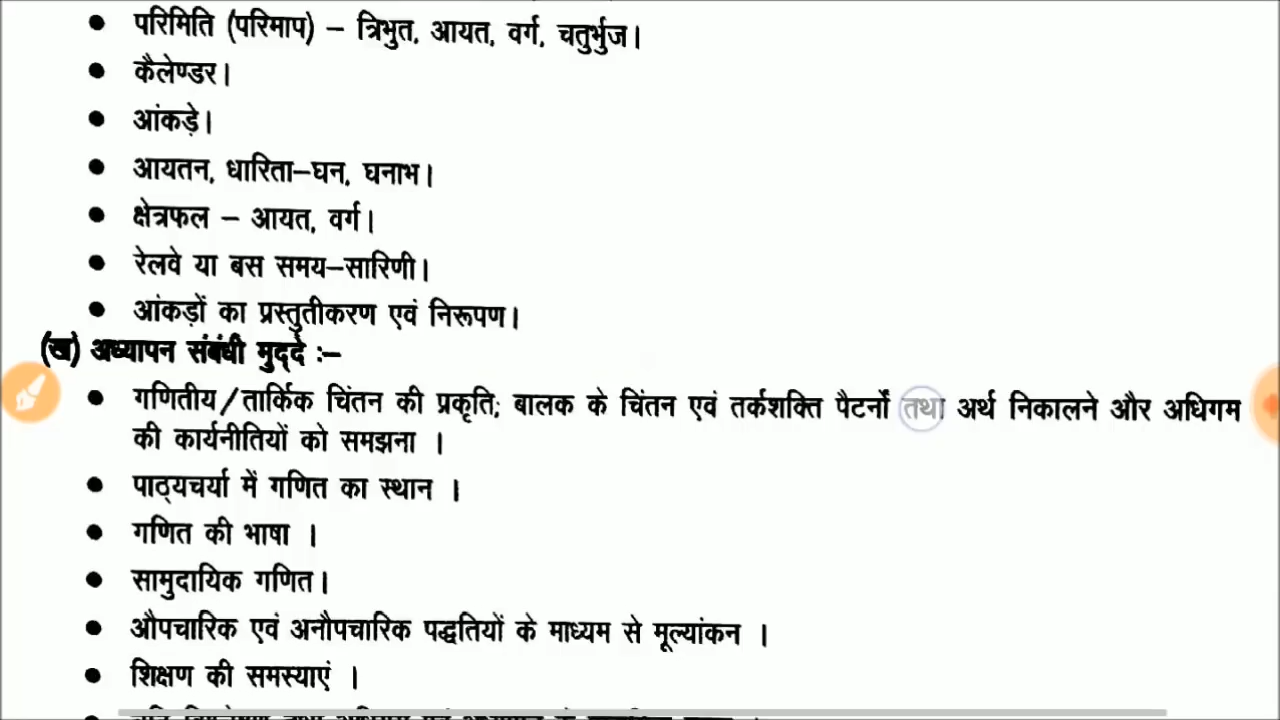 • परिमिति (परिमाप) – त्रिभुत, आयत, वर्ग, चतुर्भुज।
• कैलेण्डर।
• आंकड़े।
• आयतन, धारिता–घन, घनाभ।
• क्षेत्रफल – आयत, वर्ग।
• रेलवे या बस समय–सारिणी।
• आंकड़ों का प्रस्तुतीकरण एवं निरूपण।
(ख) अध्यापन संबंधी मुद्‌दे :–
• गणितीय/तार्किक चिंतन की प्रकृति; बालक के चिंतन एवं तर्कशक्ति पैटर्नों तथा अर्थ निकालने और अधिगम
की कार्यनीतियों को समझना ।
• पाठ्यचर्या में गणित का स्थान ।
• गणित की भाषा ।
• सामुदायिक गणित।
• औपचारिक एवं अनौपचारिक पद्धतियों के माध्यम से मूल्यांकन ।
• शिक्षण की समस्याएं ।